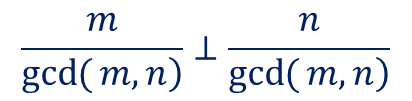 m/gcd( m, n) ⊥ n/gcd( m, n)